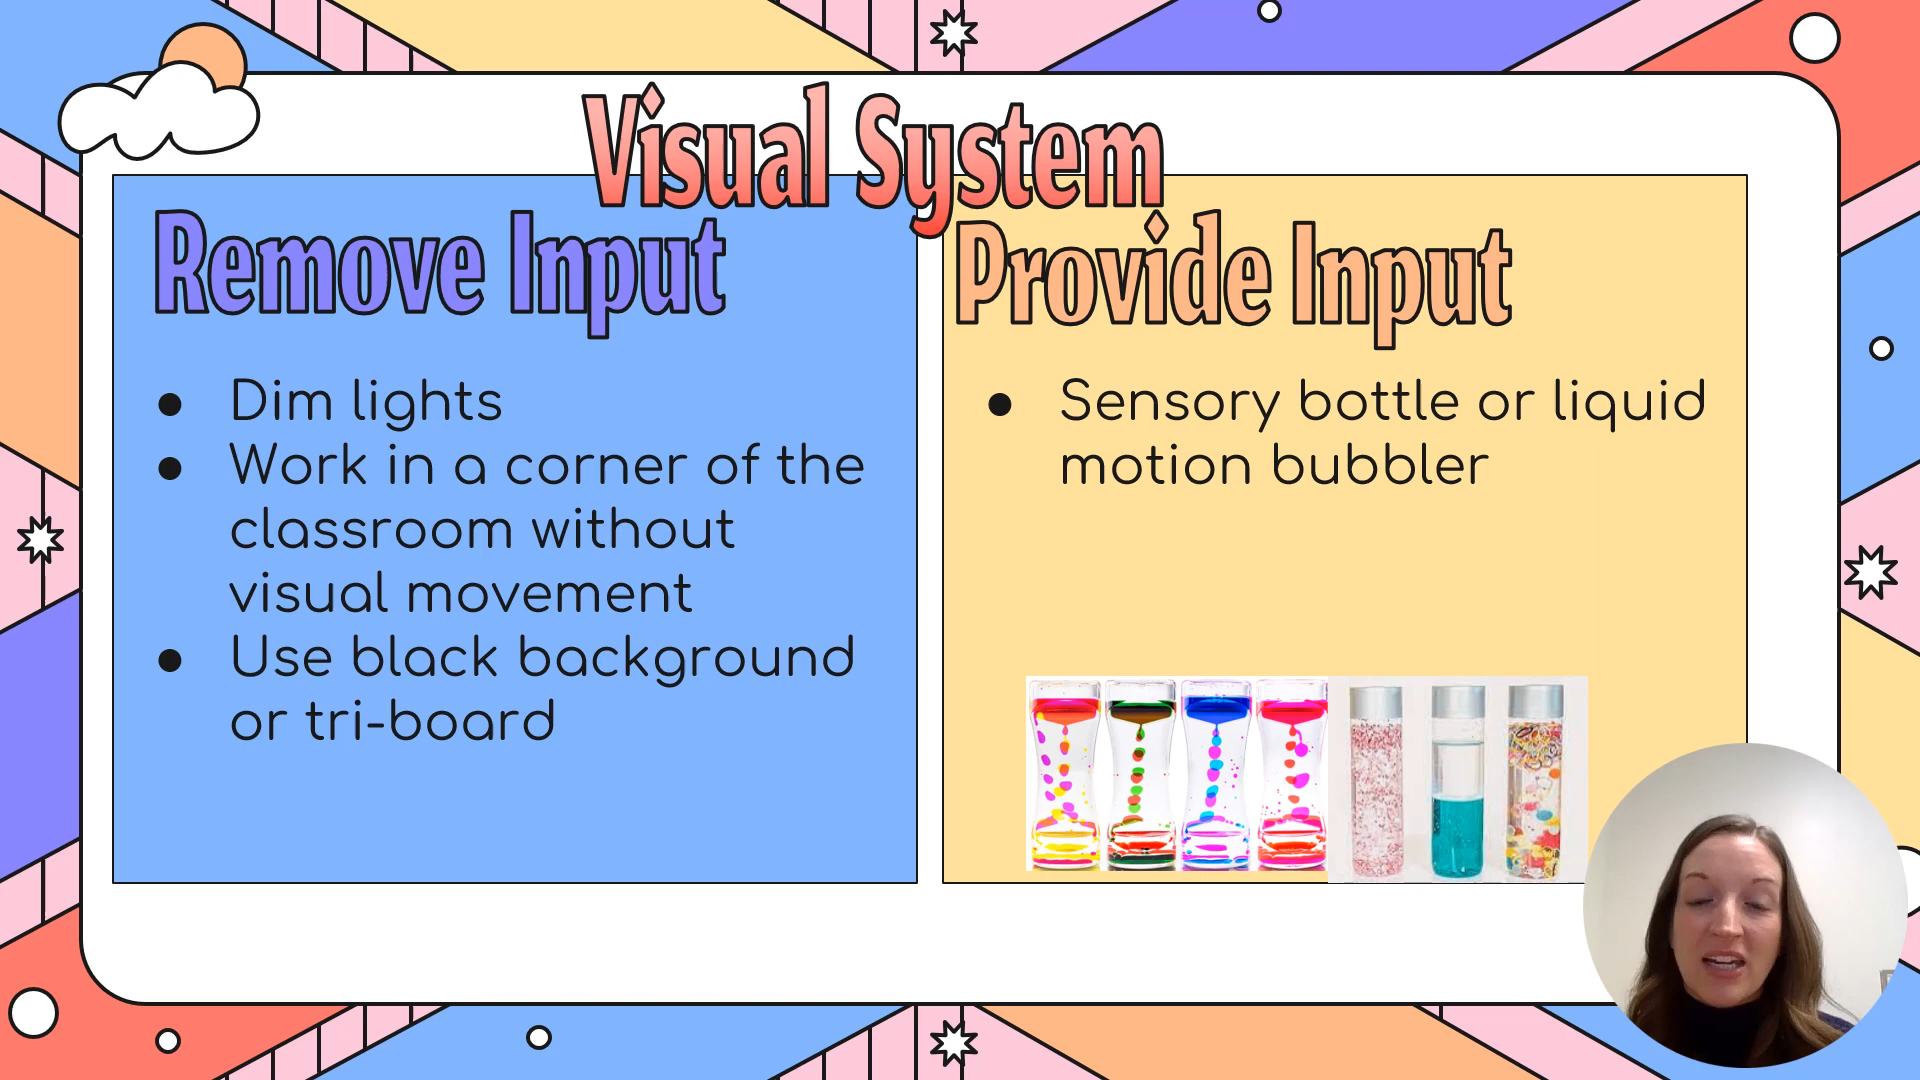 Visual System
Remove Input
● Dim lights
● Work in a corner of the
classroom without
visual movement
● Use black background
or tri-board
Provide Input
● Sensory bottle or liquid
motion bubbler